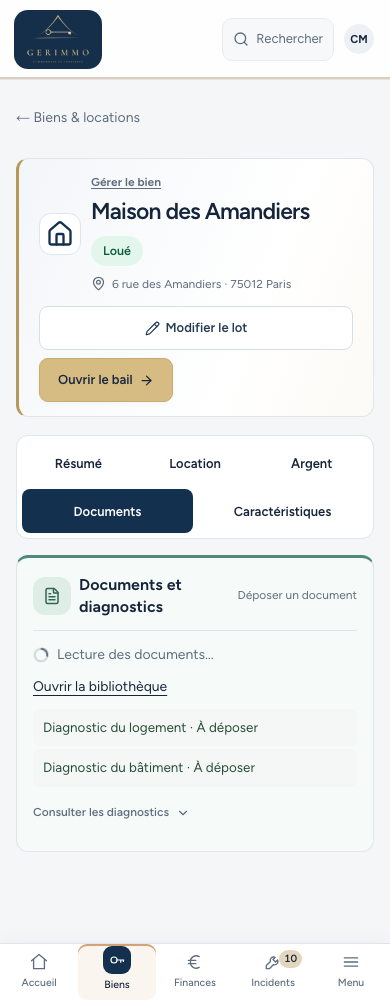 GERIMMO
Rechercher
CM
← Biens & locations
Gérer le bien
Maison des Amandiers
Loué
6 rue des Amandiers · 75012 Paris
Modifier le lot
Ouvrir le bail →
Résumé
Location
Argent
Documents
Caractéristiques
Documents et
diagnostics
Déposer un document
Lecture des documents...
Ouvrir la bibliothèque
Diagnostic du logement · À déposer
Diagnostic du bâtiment · À déposer
Consulter les diagnostics
10
Accueil
Biens
Finances
Incidents
Menu